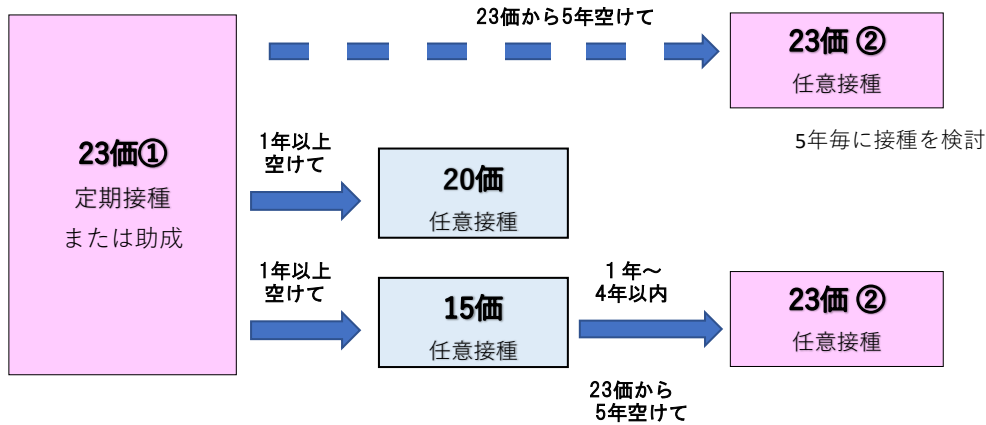 23価から5年空けて
23価 ②
任意接種
5年毎に接種を検討
23価①
定期接種
または助成
1年以上
空けて
20価
任意接種
1年以上
空けて
15価
任意接種
１年～
4年以内
23価から
5年空けて
23価 ②
任意接種